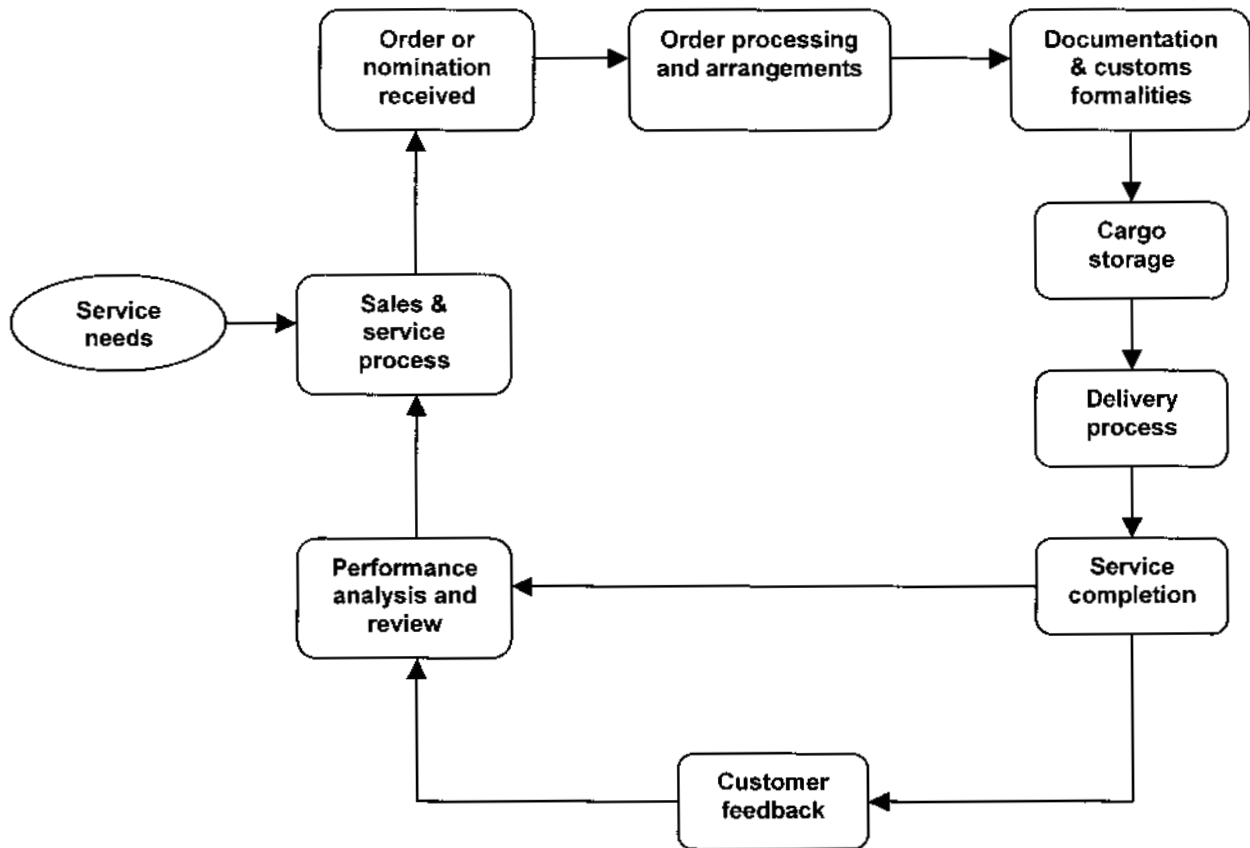 Order or
nomination
received
Order processing
and arrangements
Documentation
& customs
formalities
Cargo
storage
Service
needs
Sales &
service
process
Delivery
process
Performance
analysis and
review
Service
completion
Customer
feedback